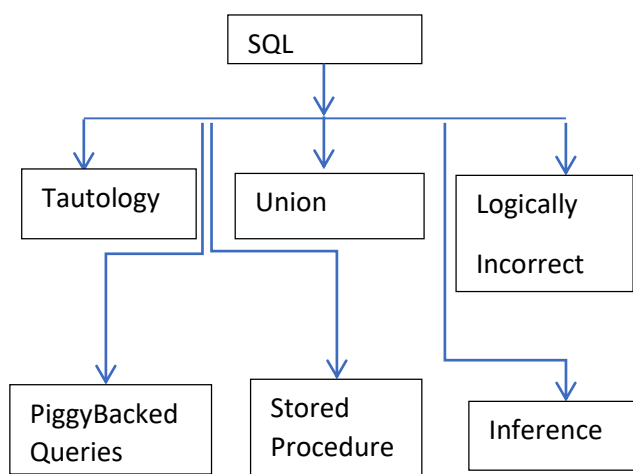 SQL
Tautology
Union
Logically
Incorrect
PiggyBacked
Queries
Stored
Procedure
Inference